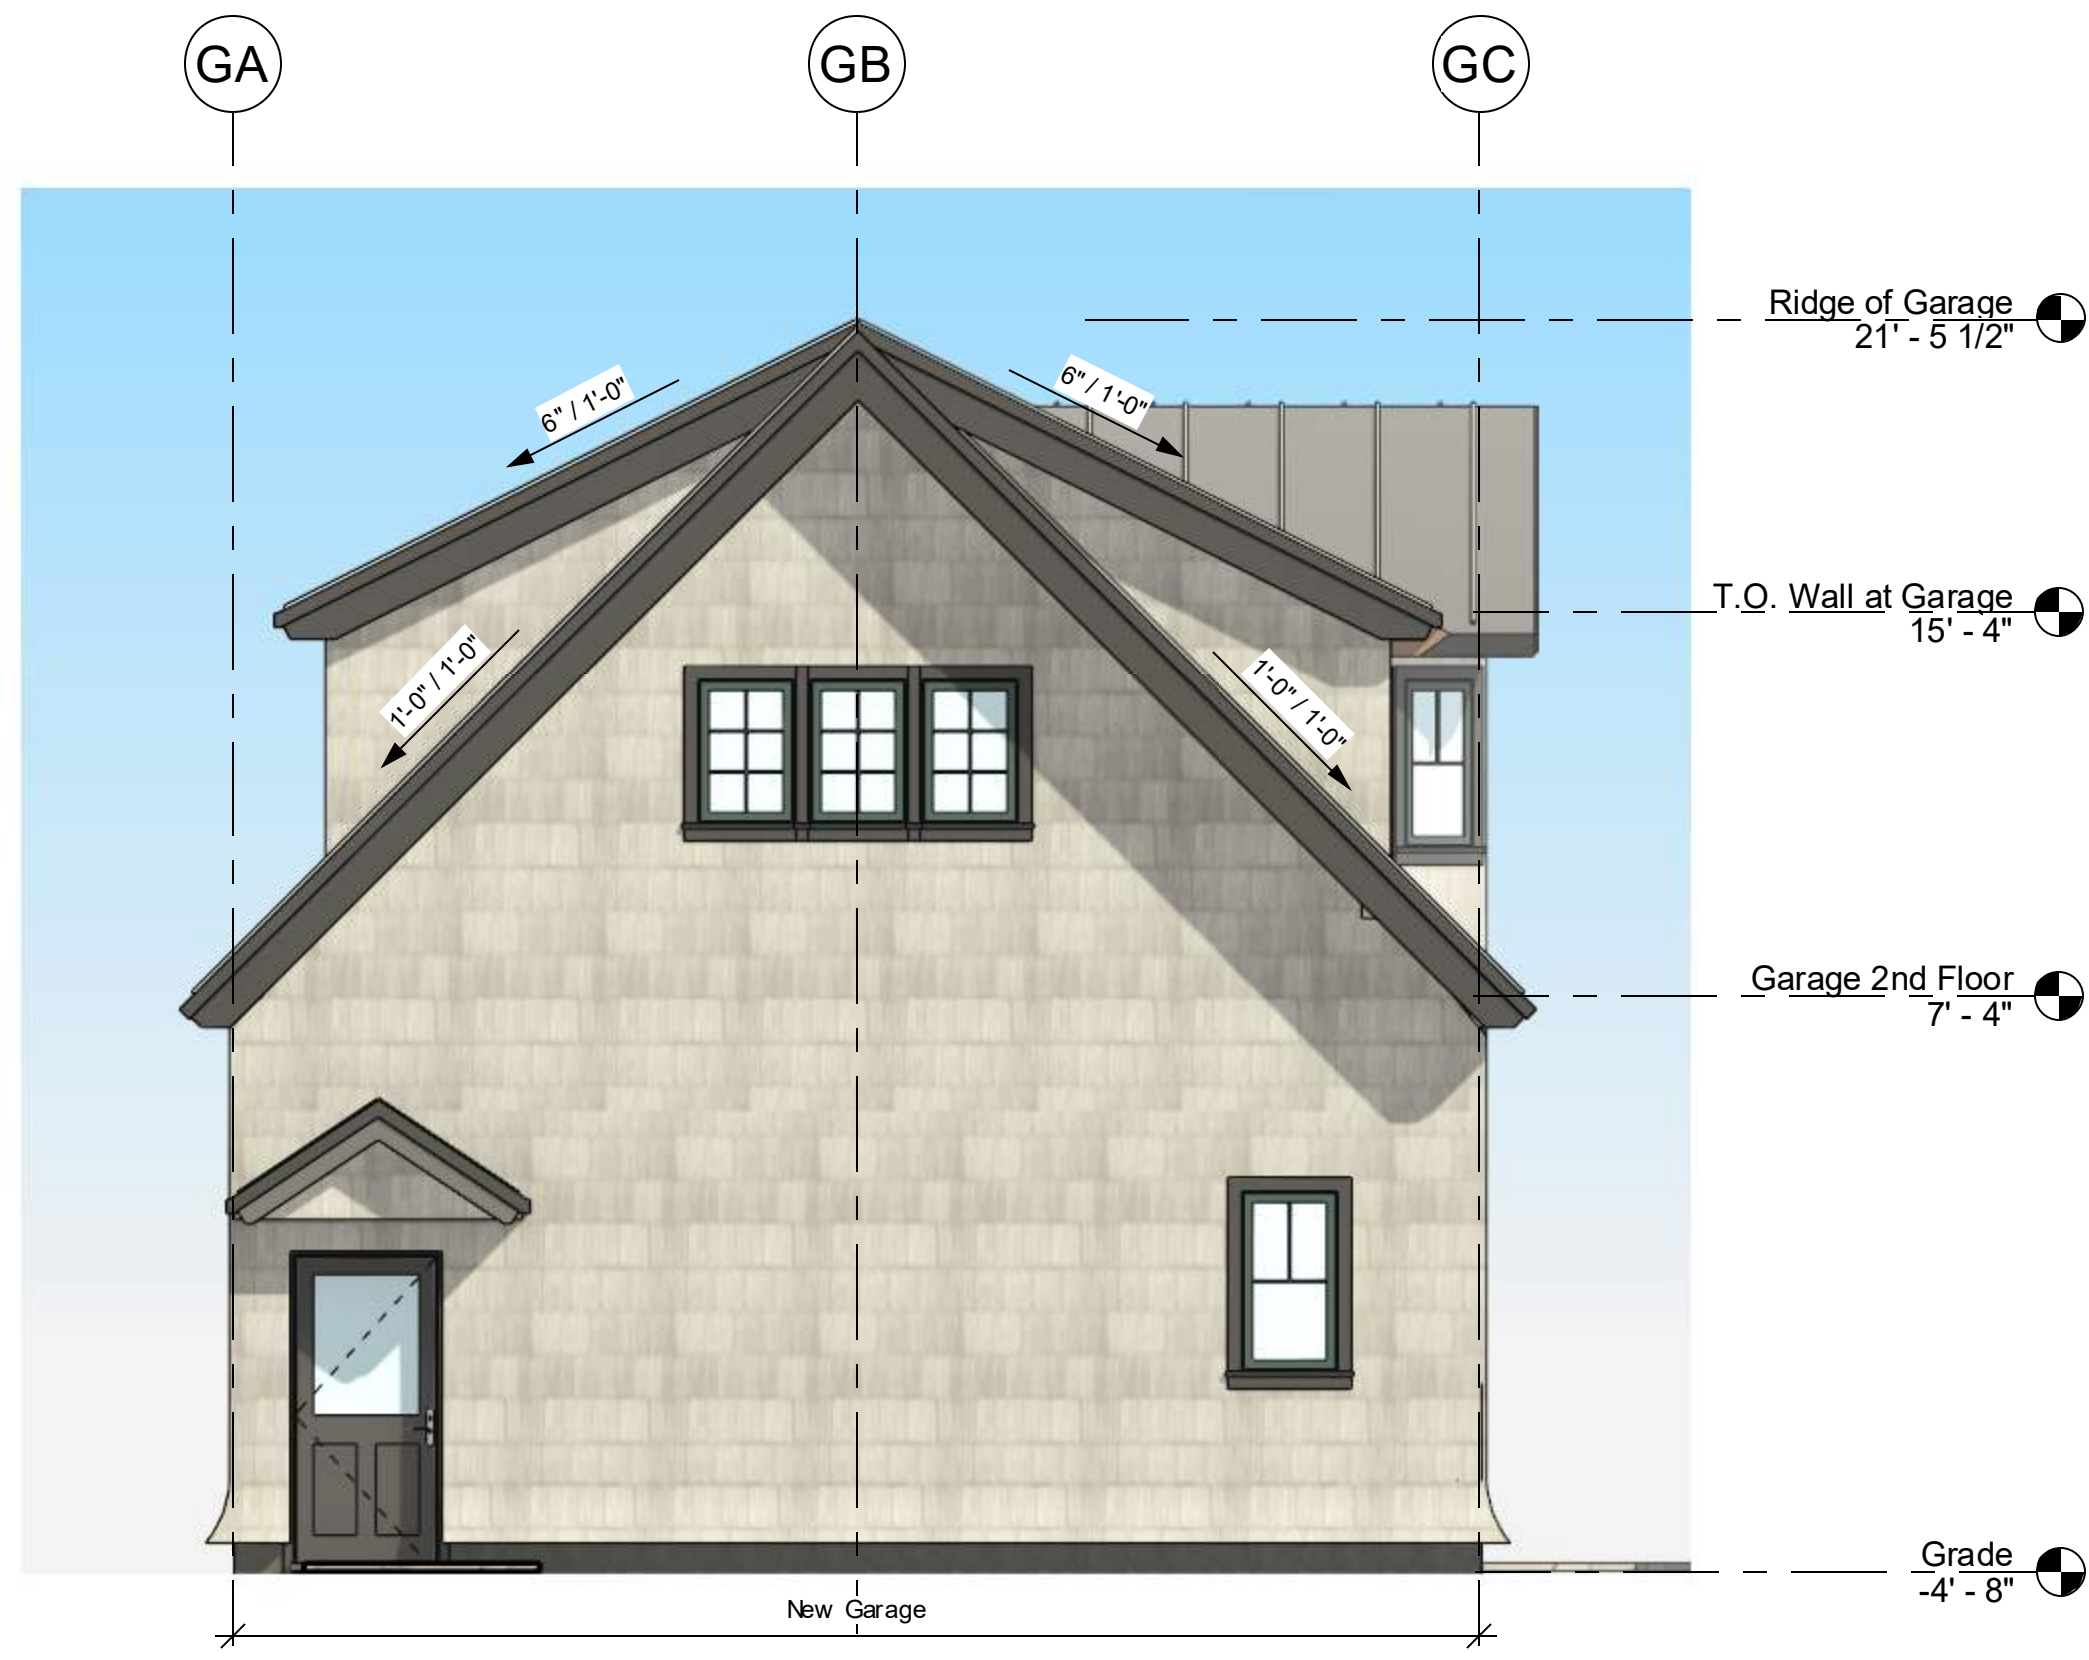 GA
GB
GC
Ridge of Garage
21' - 5 1/2"
6" / 1'-0"
6" / 1'-0"
T.O. Wall at Garage
15' - 4"
1'-0" / 1'-0"
1'-0" / 1'-0"
Garage 2nd Floor
7' - 4"
Grade
-4' - 8"
New Garage